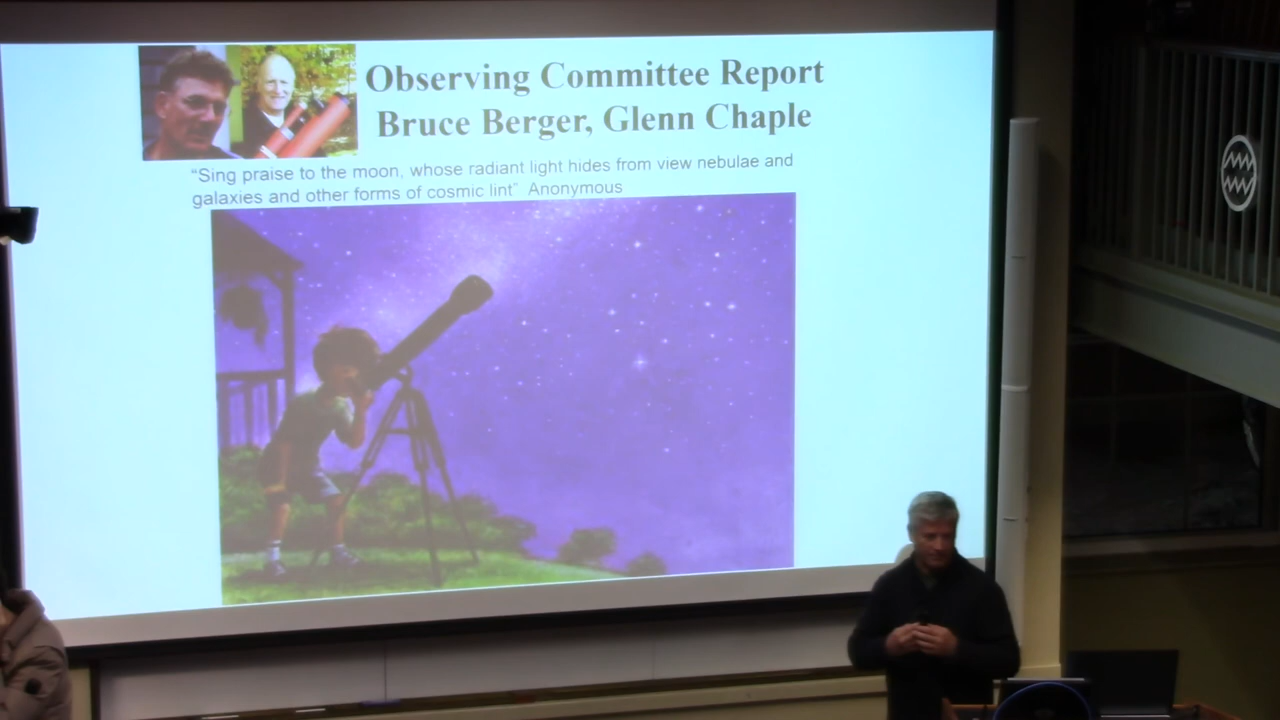 Observing Committee Report
Bruce Berger, Glenn Chaple
“Sing praise to the moon, whose radiant light hides from view nebulae and
galaxies and other forms of cosmic lint” Anonymous